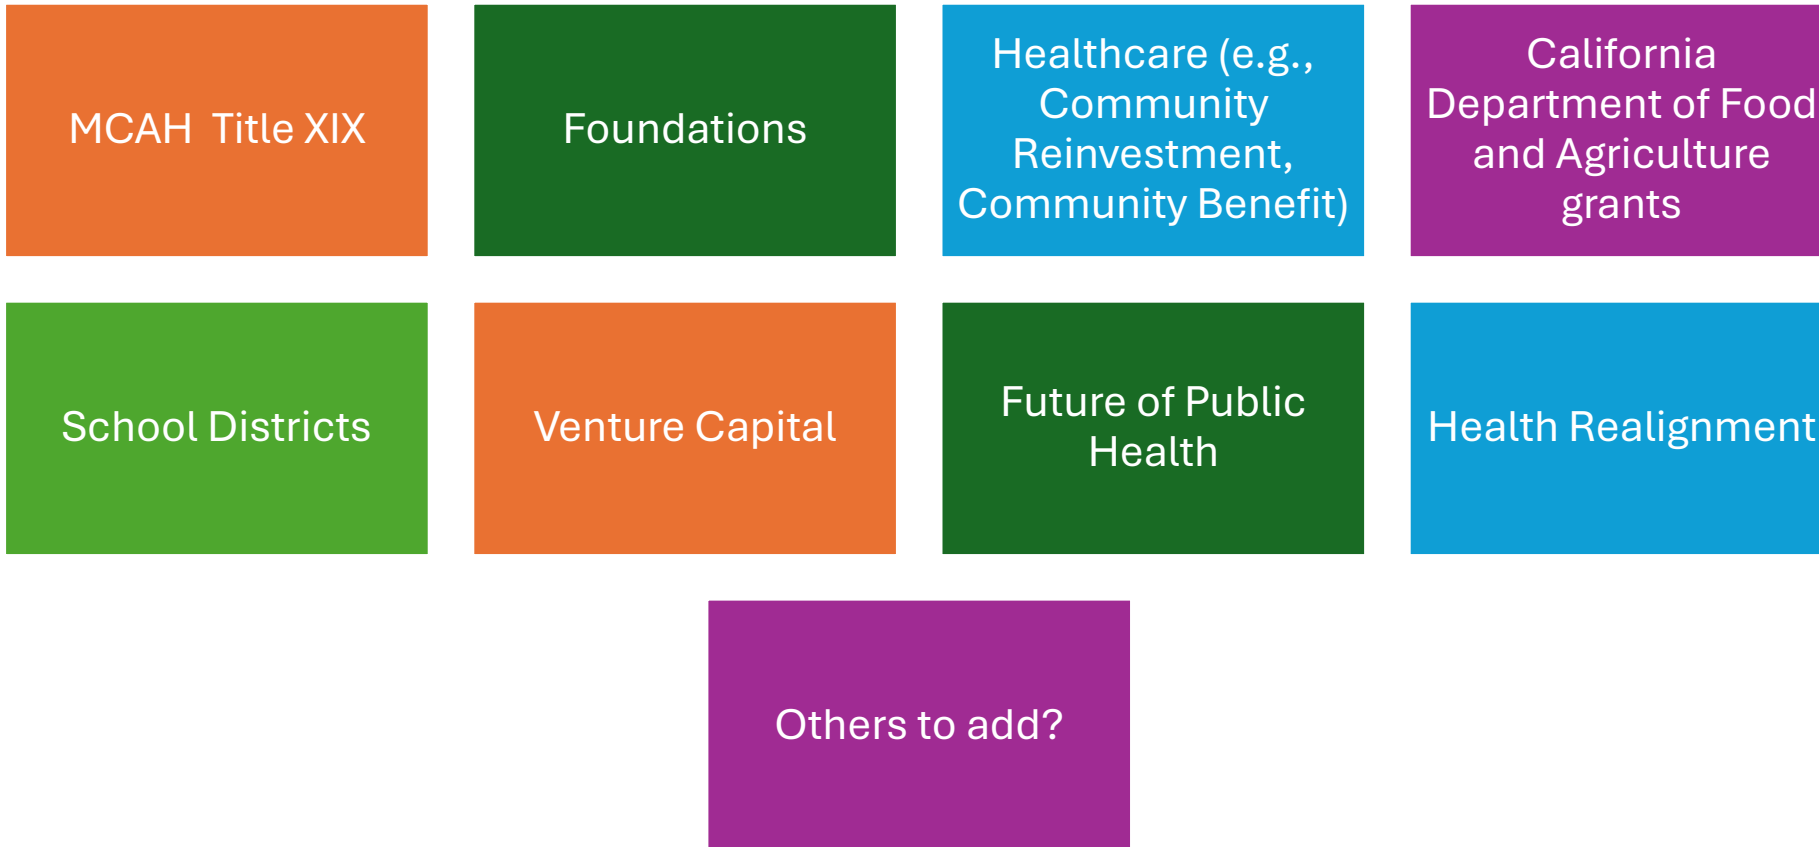 MCAH  Title XIX
Foundations
Healthcare (e.g.,
Community
Reinvestment,
Community Benefit)
California
Department of Food
and Agriculture
grants
School Districts
Venture Capital
Future of Public
Health
Health Realignment
Others to add?